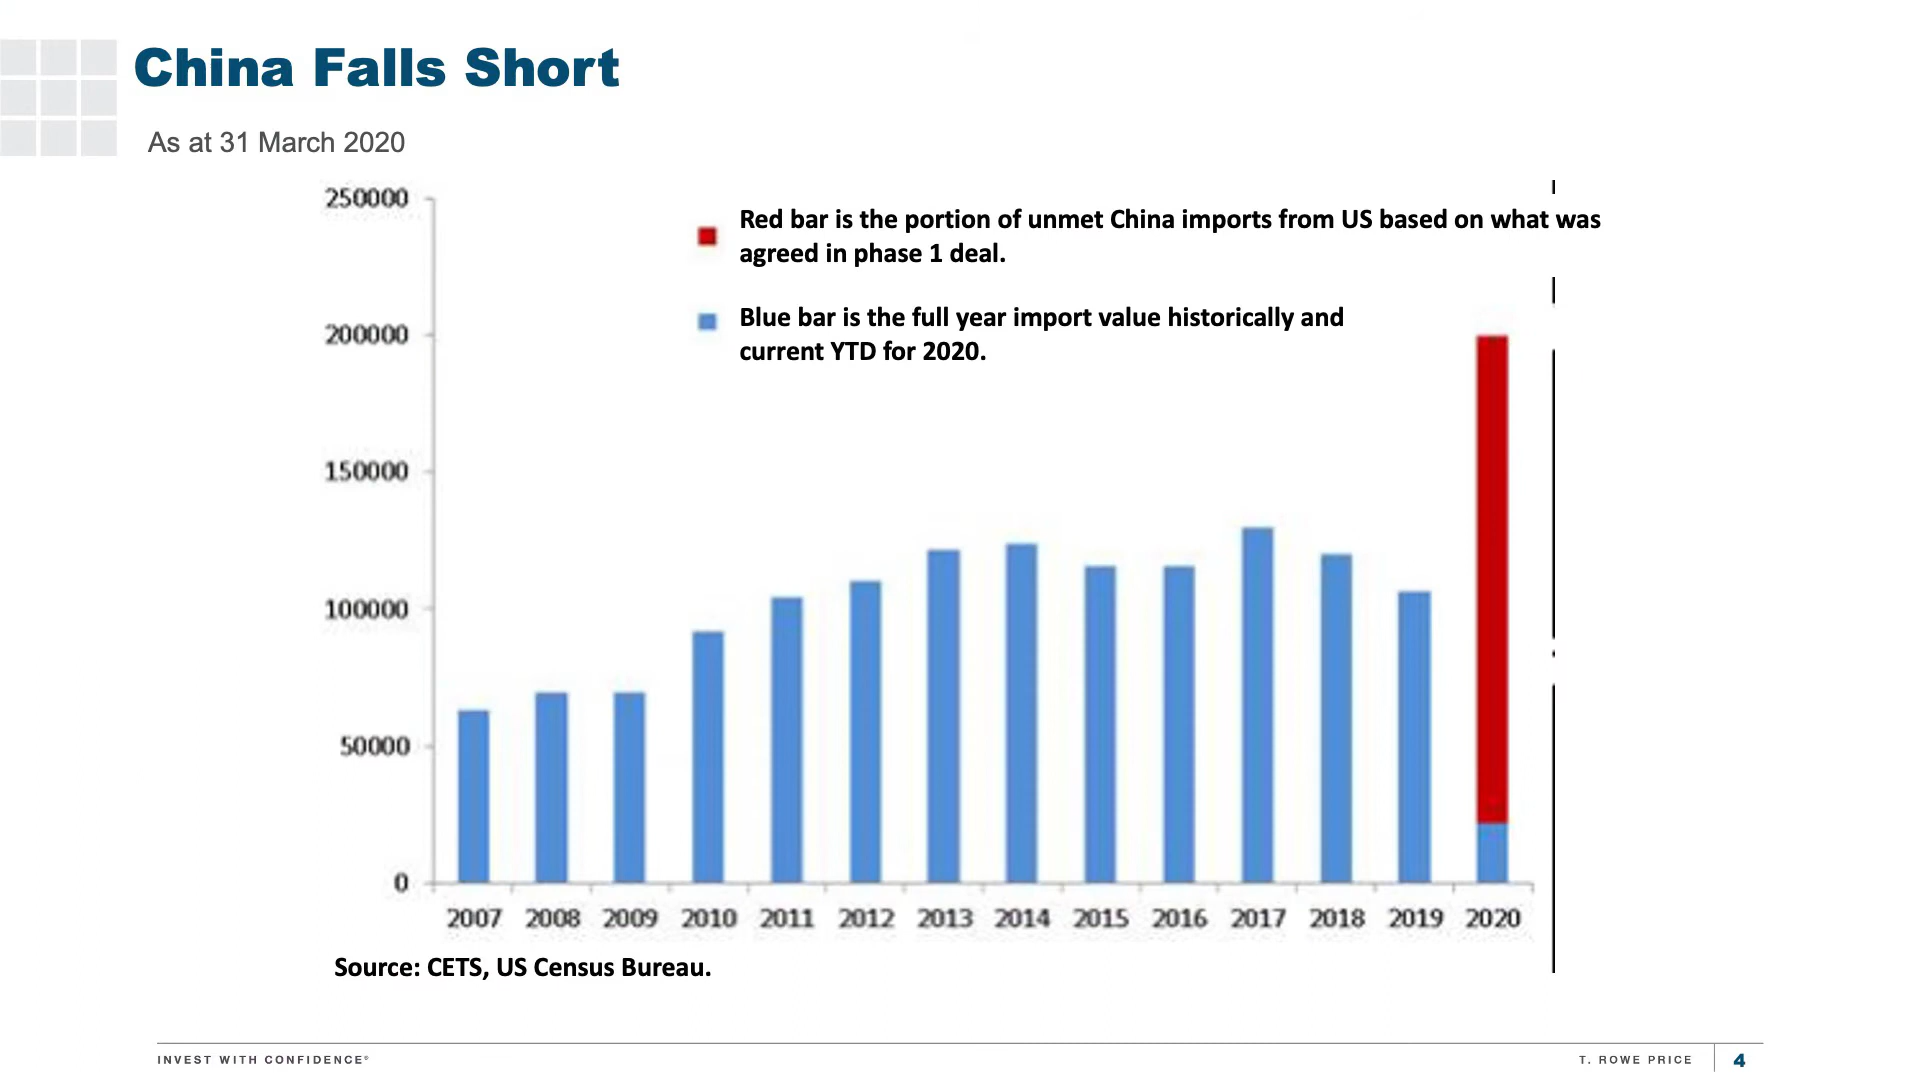 China Falls Short
As at 31 March 2020
250000
200000
150000
100000
50000
0
Red bar is the portion of unmet China imports from US based on what was
agreed in phase 1 deal.
Blue bar is the full year import value historically and
current YTD for 2020.
2007 2008 2009 2010 2011 2012 2013 2014 2015 2016 2017 2018 2019 2020
Source: CETS, US Census Bureau.
INVEST WITH CONFIDENCE®
T. ROWE PRICE 4